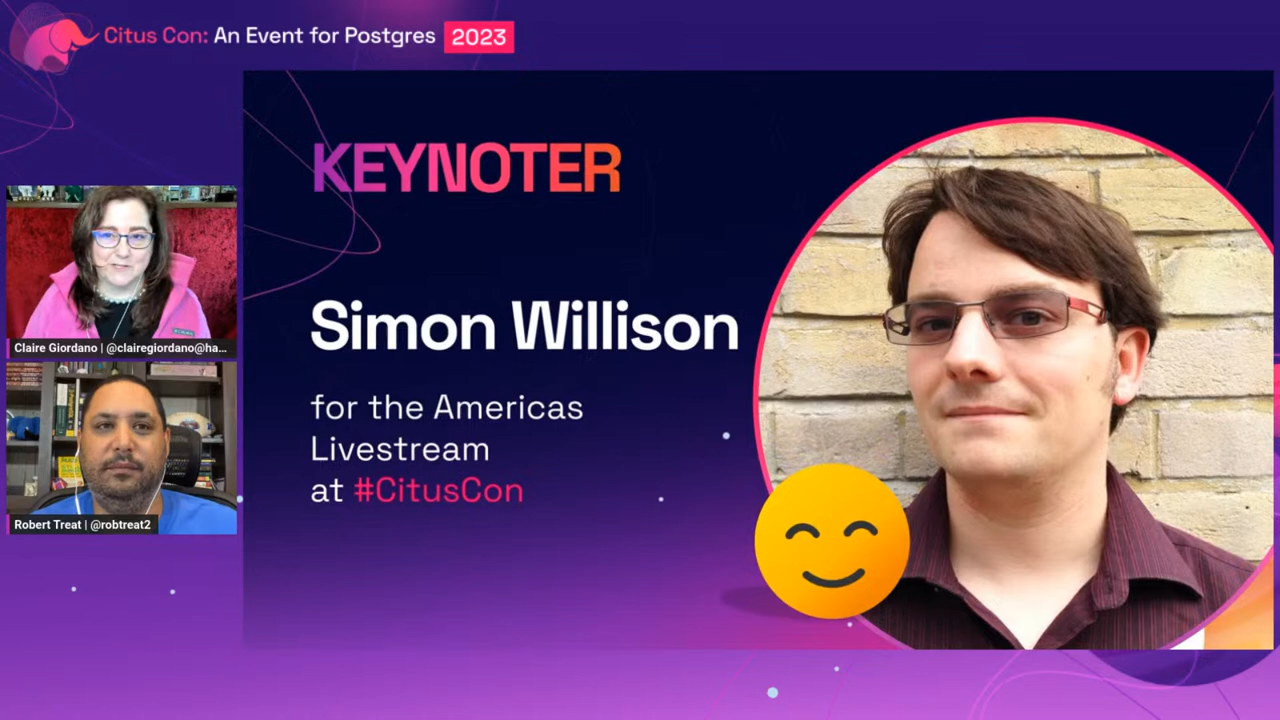 Citus Con: An Event for Postgres 2023
KEYNOTER
Simon Willison
for the Americas
Livestream
at #CitusCon
Claire Giordano | @clairegiordano@ha...
Robert Treat | @robtreat2